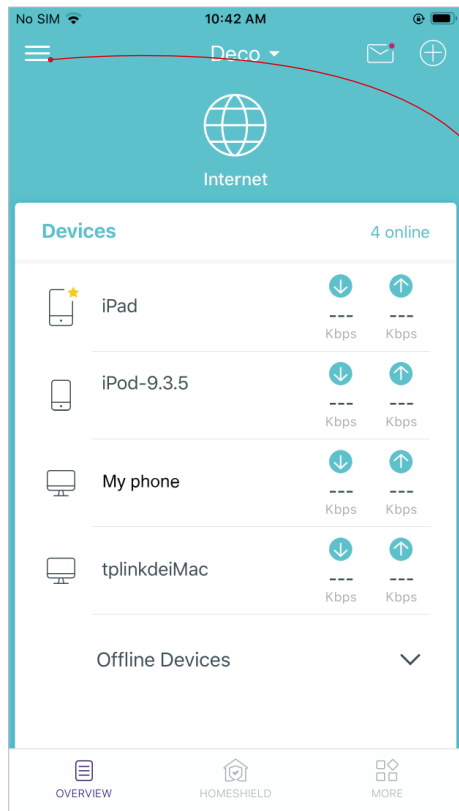 No SIM 10:42 AM
Deco
Internet
Devices 4 online
iPad
--- ---
Kbps Kbps
iPod-9.3.5
--- ---
Kbps Kbps
My phone
--- ---
Kbps Kbps
tplinkdeiMac
--- ---
Kbps Kbps
Offline Devices
OVERVIEW HOMESHIELD MORE